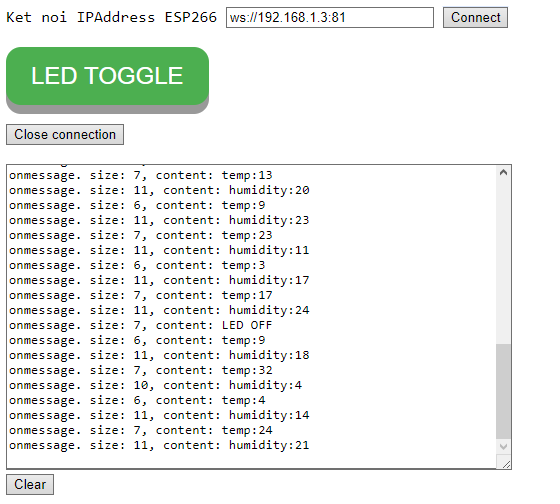 Ket noi IPAddress ESP266 ws://192.168.1.3:81 Connect
LED TOGGLE
Close connection
onmessage. size: 7, content: temp:13
onmessage. size: 11, content: humidity:20
onmessage. size: 6, content: temp:9
onmessage. size: 11, content: humidity:23
onmessage. size: 7, content: temp:23
onmessage. size: 11, content: humidity:11
onmessage. size: 6, content: temp:3
onmessage. size: 11, content: humidity:17
onmessage. size: 7, content: temp:17
onmessage. size: 11, content: humidity:24
onmessage. size: 7, content: LED OFF
onmessage. size: 6, content: temp:9
onmessage. size: 11, content: humidity:18
onmessage. size: 7, content: temp:32
onmessage. size: 10, content: humidity:4
onmessage. size: 6, content: temp:4
onmessage. size: 11, content: humidity:14
onmessage. size: 7, content: temp:24
onmessage. size: 11, content: humidity:21
Clear